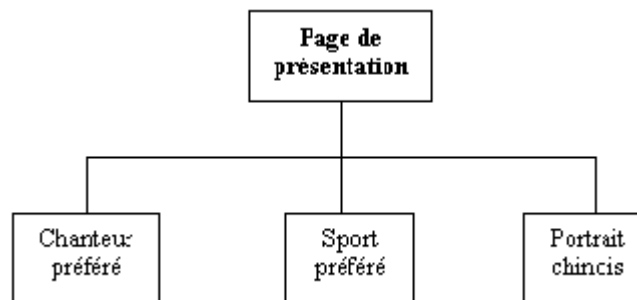 Page de
présentation
Chanteur
préféré
Sport
préféré
Portrait
chinois